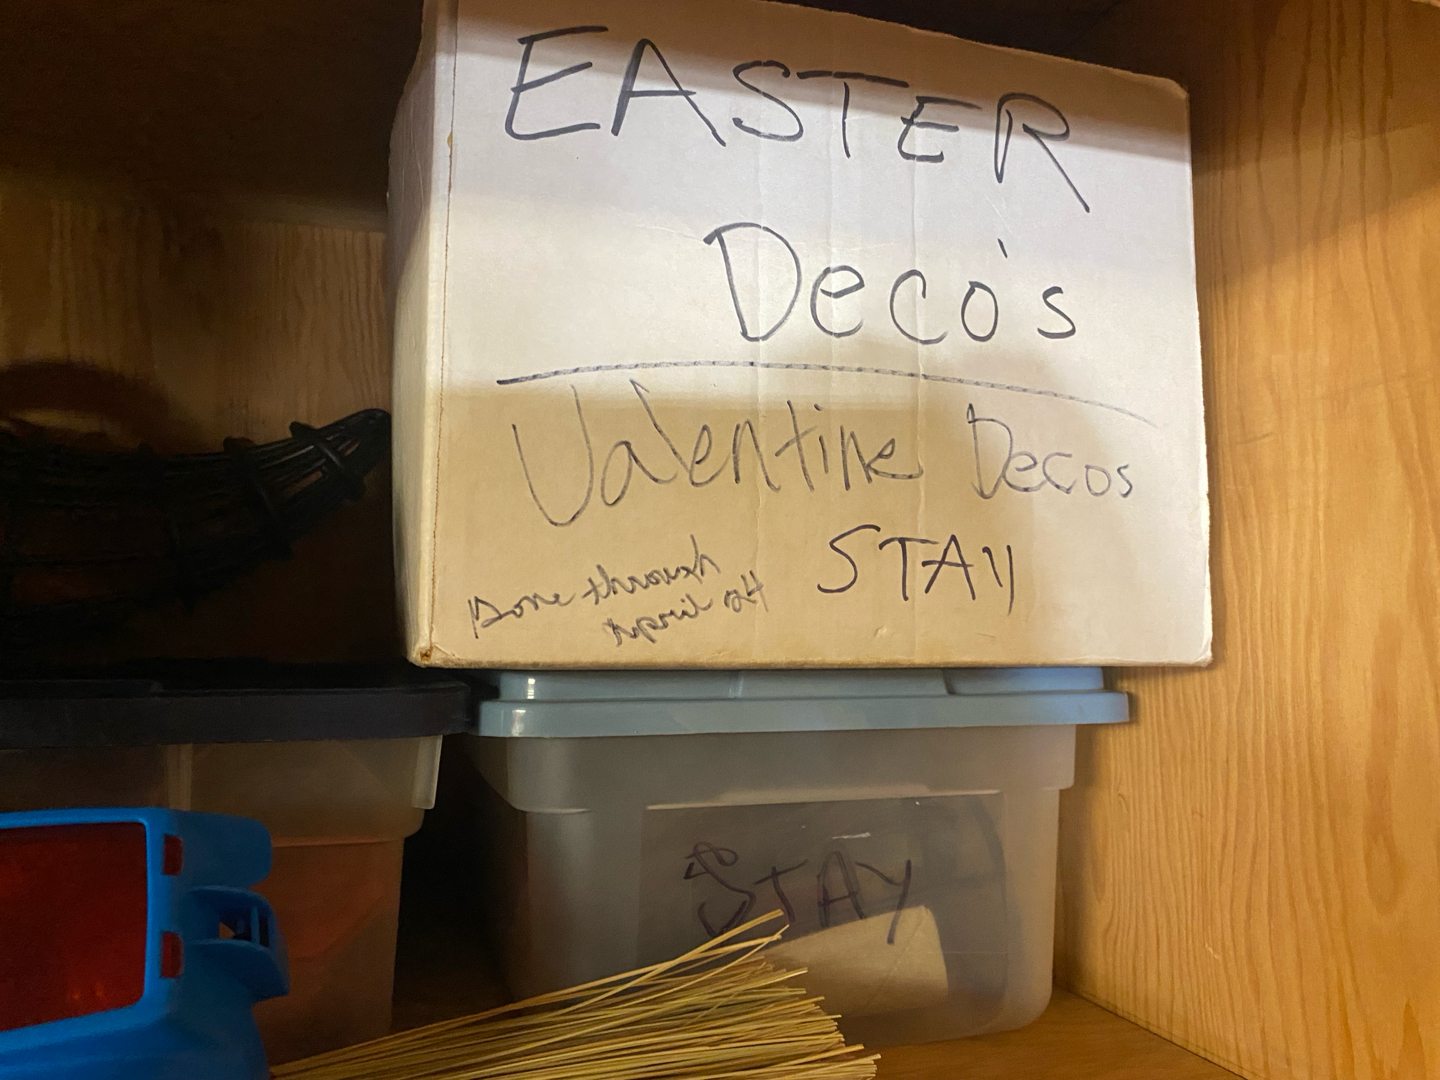 EASTER
Deco's
Valentine Decos
STAY
Gone through
April 24
STAY